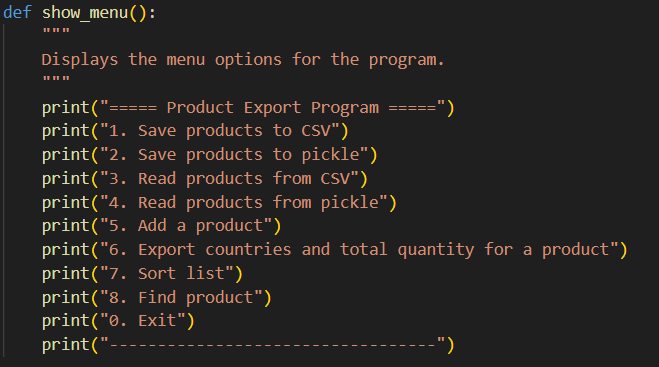 def show_menu():
    """
    Displays the menu options for the program.
    """
    print("===== Product Export Program =====")
    print("1. Save products to CSV")
    print("2. Save products to pickle")
    print("3. Read products from CSV")
    print("4. Read products from pickle")
    print("5. Add a product")
    print("6. Export countries and total quantity for a product")
    print("7. Sort list")
    print("8. Find product")
    print("0. Exit")
    print("----------------------------------")